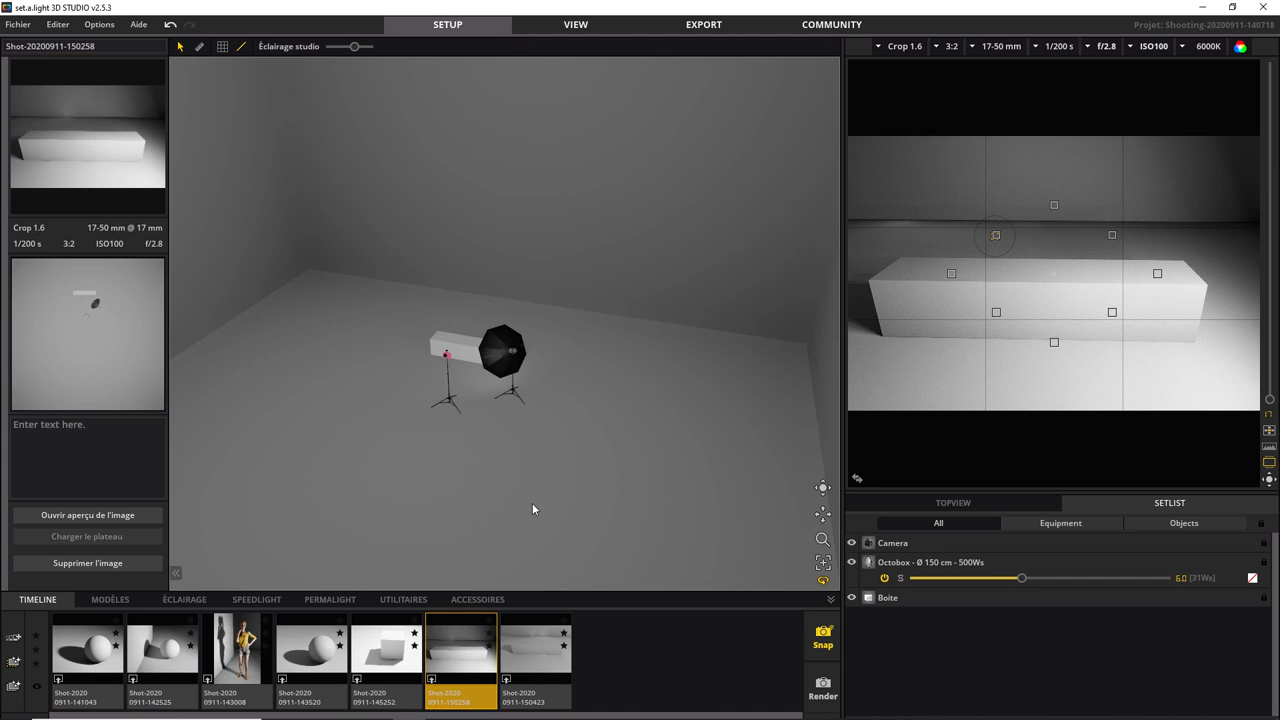 set.a.light 3D STUDIO v2.5.3
Fichier Editer Options Aide SETUP VIEW EXPORT COMMUNITY Projet: Shooting-20200911-140718
Shot-20200911-150258 Éclairage studio Crop 1.6 3:2 17-50 mm 1/200 s f/2.8 ISO100 6000K
Crop 1.6 17-50 mm @ 17 mm
1/200 s 3:2 ISO100 f/2.8
17
Enter text here.
Ouvrir aperçu de l'image
Charger le plateau
Supprimer l'image
TOPVIEW SETLIST
All Equipment Objects
Camera
Octobox - Ø 150 cm - 500Ws
S 6.0 [31Ws]
Boite
TIMELINE MODÈLES ÉCLAIRAGE SPEEDLIGHT PERMALIGHT UTILITAIRES ACCESSOIRES
Snap
Render
Shot-2020
0911-141043
Shot-2020
0911-142525
Shot-2020
0911-143008
Shot-2020
0911-143520
Shot-2020
0911-145252
Shot-2020
0911-150258
Shot-2020
0911-150423